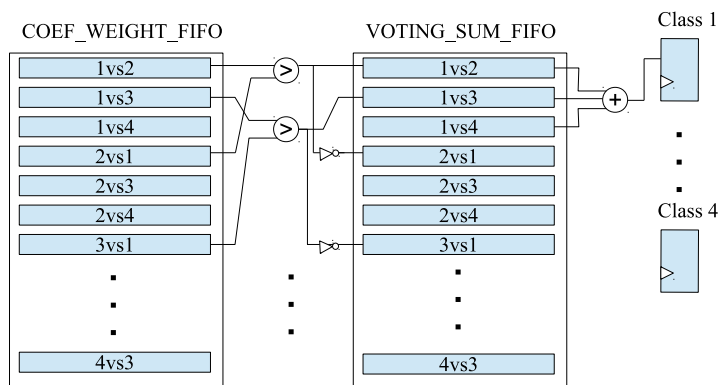 COEF_WEIGHT_FIFO
1vs2
1vs3
1vs4
2vs1
2vs3
2vs4
3vs1
4vs3
>
>
VOTING_SUM_FIFO
1vs2
1vs3
1vs4
2vs1
2vs3
2vs4
3vs1
4vs3
+
Class 1
Class 4